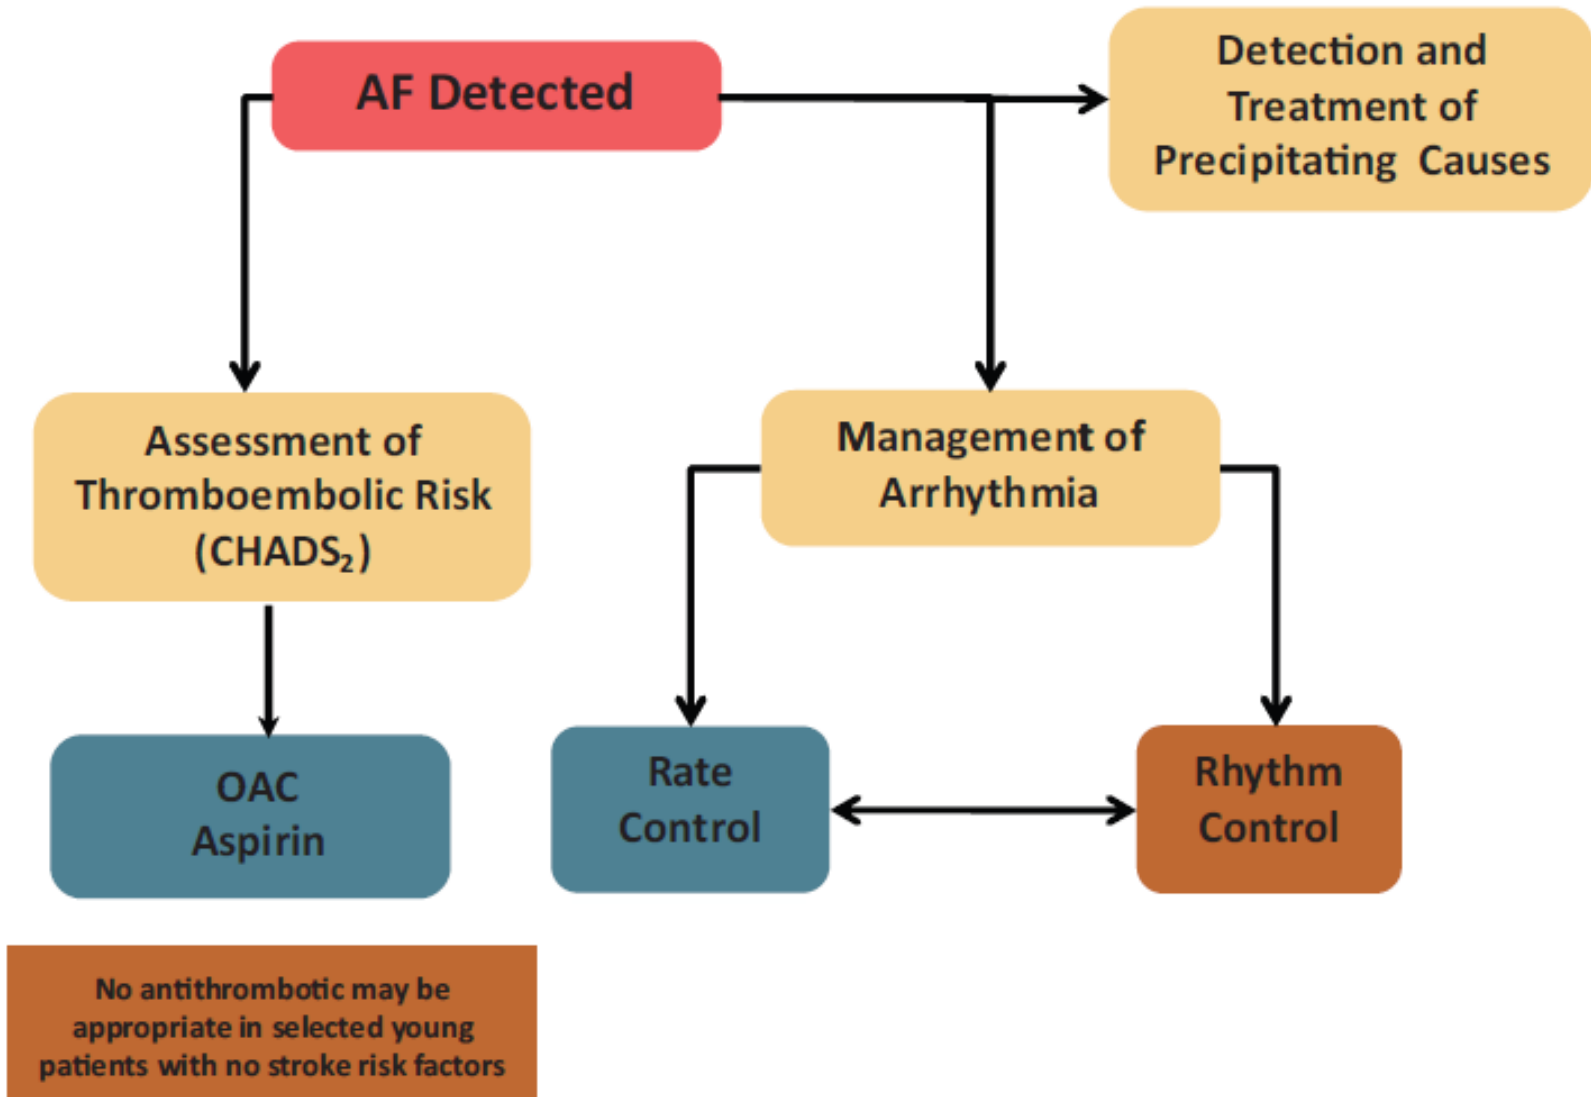 AF Detected
Detection and
Treatment of
Precipitating Causes
Assessment of
Thromboembolic Risk
(CHADS₂)
Management of
Arrhythmia
OAC
Aspirin
Rate
Control
Rhythm
Control
No antithrombotic may be
appropriate in selected young
patients with no stroke risk factors